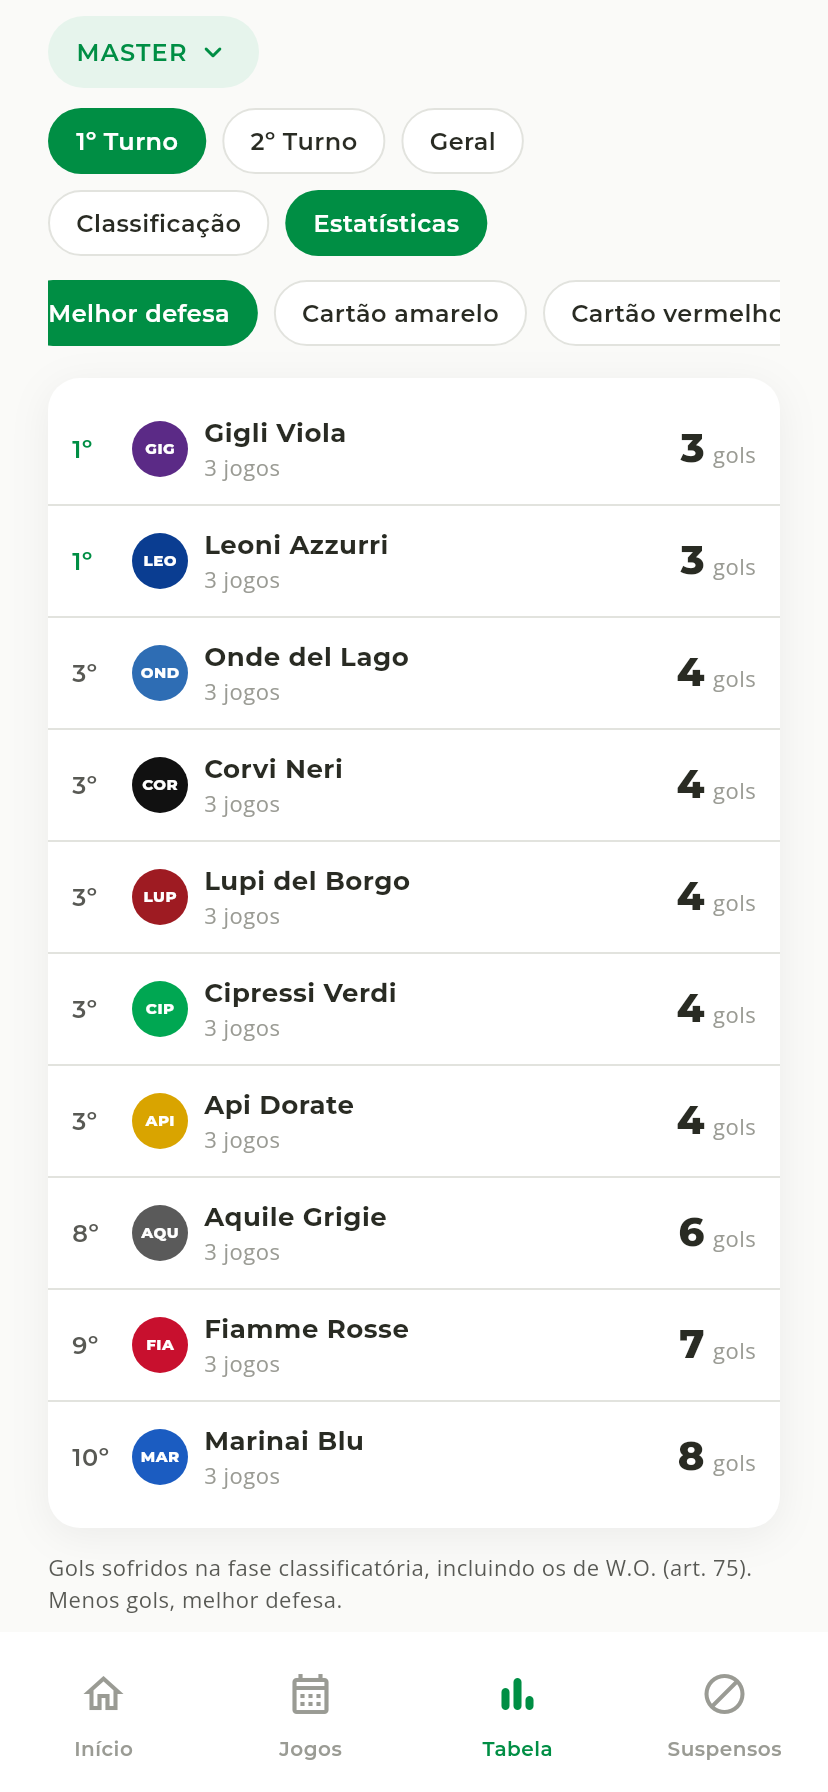 MASTER
1º Turno 2º Turno Geral
Classificação Estatísticas
Melhor defesa Cartão amarelo Cartão vermelho
1º GIG Gigli Viola 3 gols
3 jogos
1º LEO Leoni Azzurri 3 gols
3 jogos
3º OND Onde del Lago 4 gols
3 jogos
3º COR Corvi Neri 4 gols
3 jogos
3º LUP Lupi del Borgo 4 gols
3 jogos
3º CIP Cipressi Verdi 4 gols
3 jogos
3º API Api Dorate 4 gols
3 jogos
8º AQU Aquile Grigie 6 gols
3 jogos
9º FIA Fiamme Rosse 7 gols
3 jogos
10º MAR Marinai Blu 8 gols
3 jogos
Gols sofridos na fase classificatória, incluindo os de W.O. (art. 75).
Menos gols, melhor defesa.
Início Jogos Tabela Suspensos